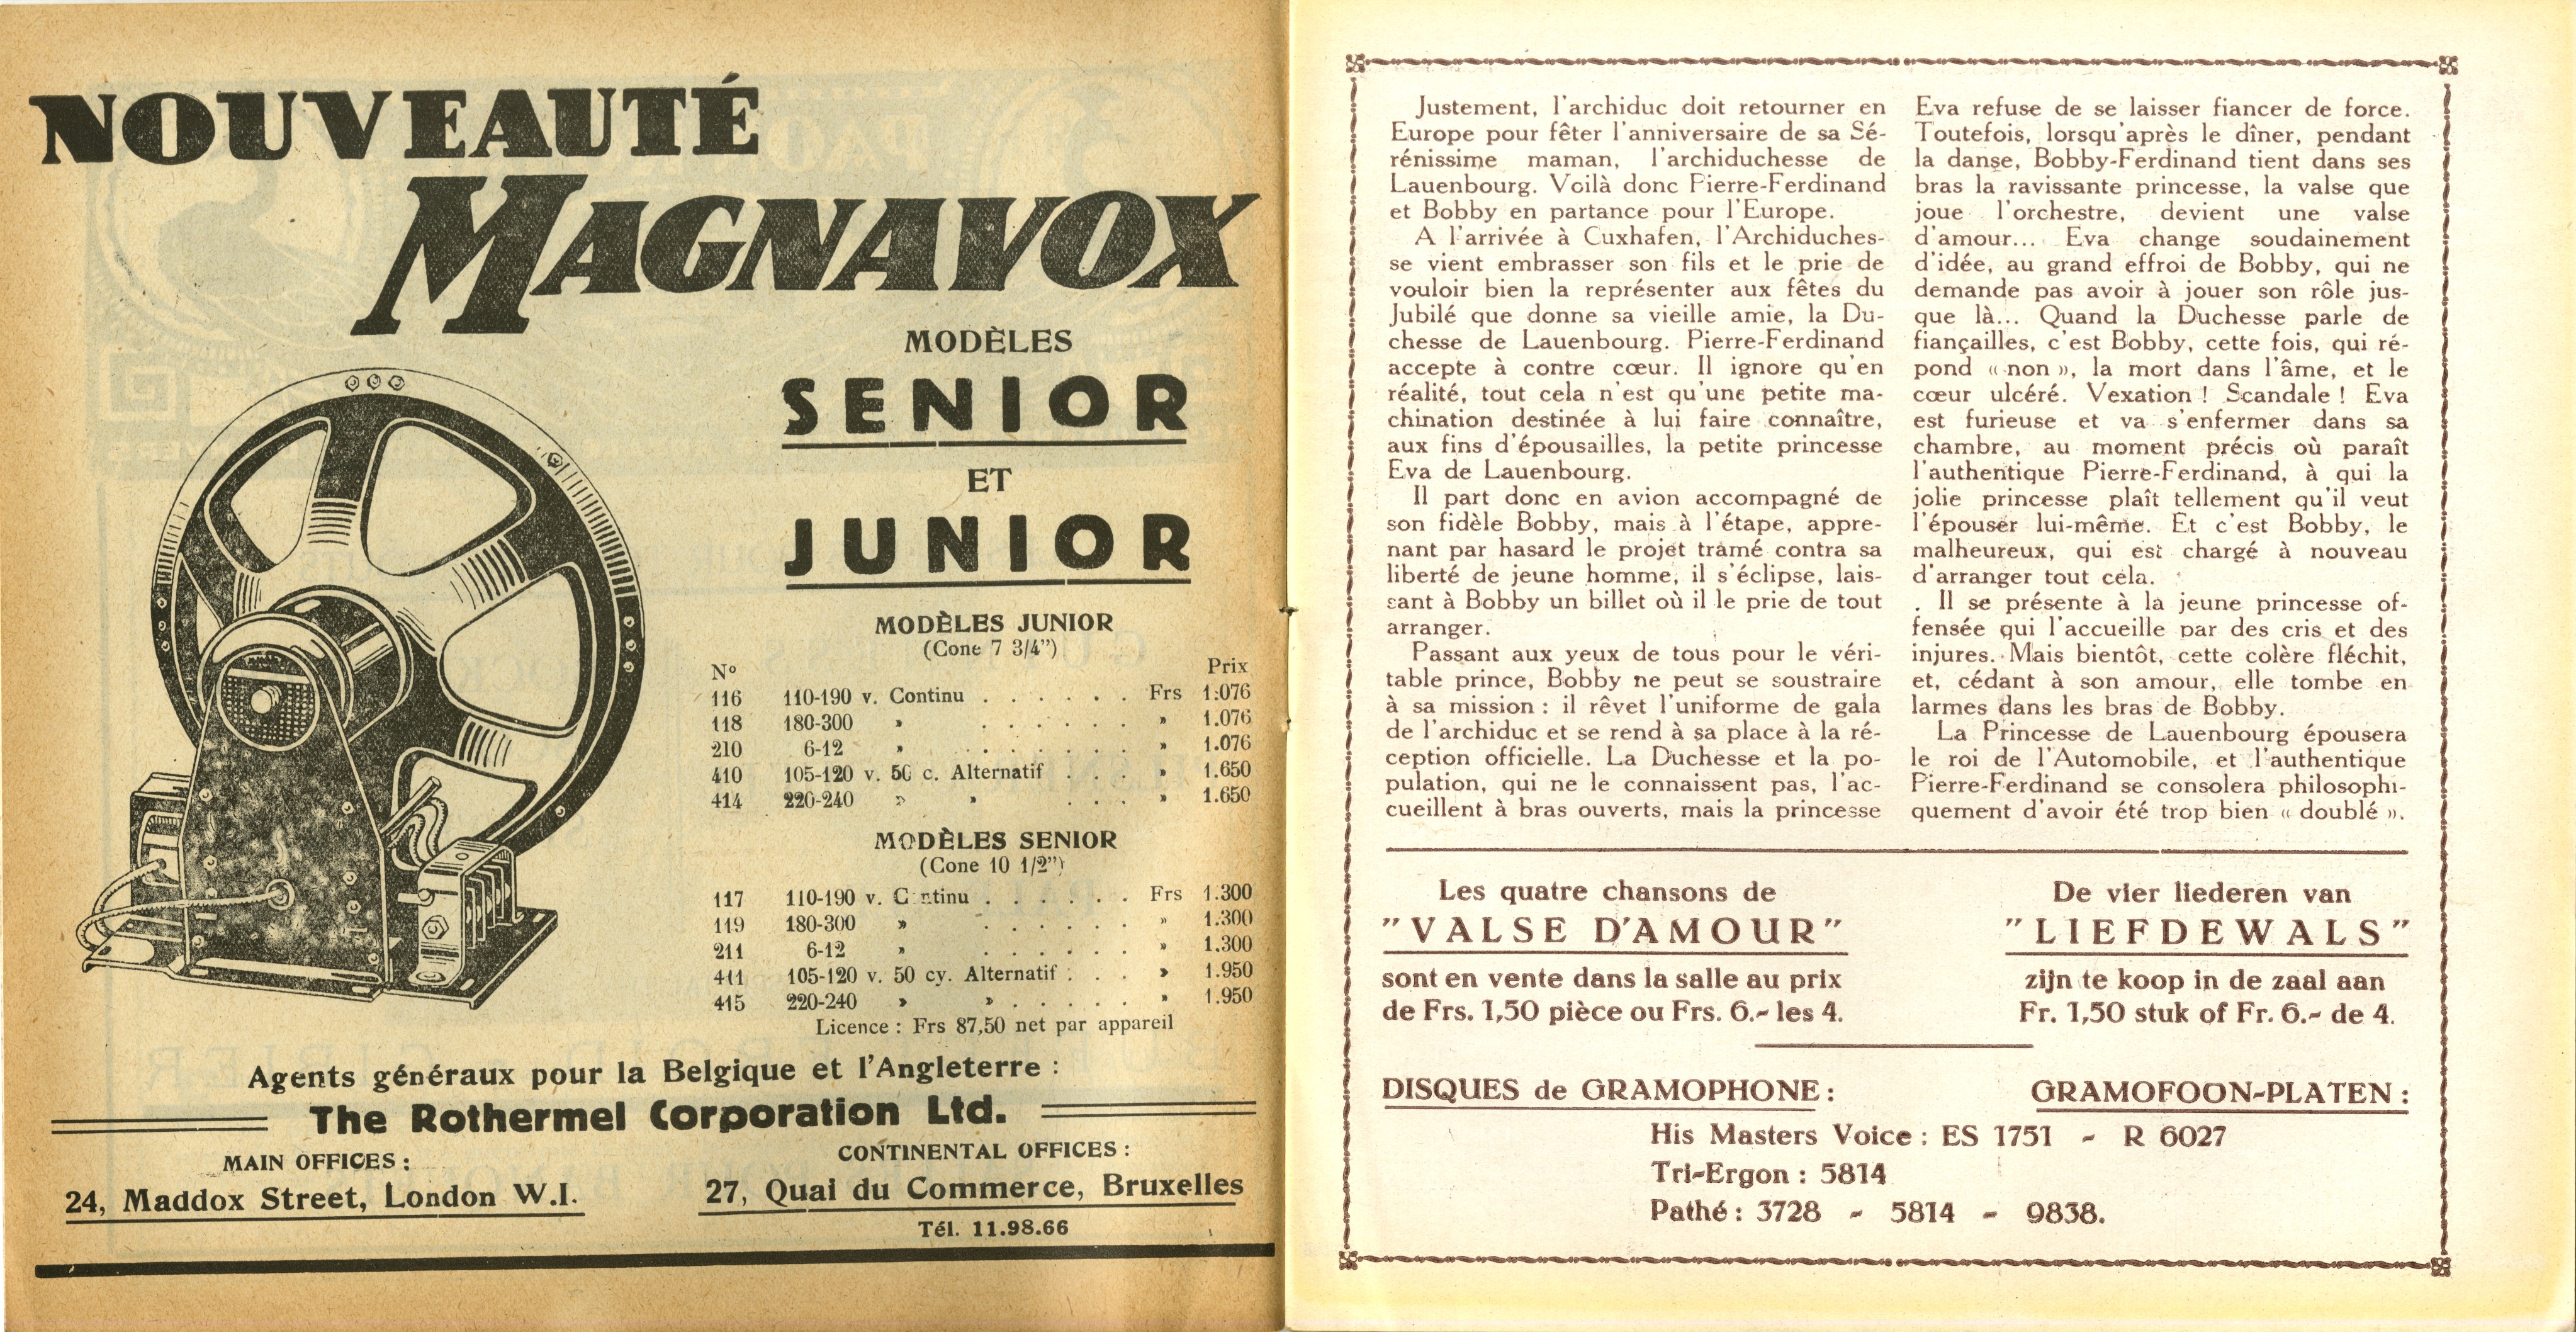 NOUVEAUTÉ
MAGNAVOX
MODÈLES
SENIOR
ET
JUNIOR
MODÈLES JUNIOR
(Cone 7 3/4")
Nº Prix
116 110-190 v. Continu . . . . . . Frs 1.076
118 180-300 » . . . . . . » 1.076
210 6-12 » . . . . . . » 1.076
410 105-120 v. 50 c. Alternatif . . . » 1.650
414 220-240 » » . . . » 1.650
MODÈLES SENIOR
(Cone 10 1/2")
117 110-190 v. Continu . . . . . . Frs 1.300
119 180-300 » . . . . . . » 1.300
211 6-12 » . . . . . . » 1.300
411 105-120 v. 50 cy. Alternatif . . . » 1.950
415 220-240 » » . . . . . » 1.950
Licence : Frs 87,50 net par appareil
Agents généraux pour la Belgique et l'Angleterre :
The Rothermel Corporation Ltd.
MAIN OFFICES :
24, Maddox Street, London W.I.
CONTINENTAL OFFICES :
27, Quai du Commerce, Bruxelles
Tél. 11.98.66
Justement, l'archiduc doit retourner en
Europe pour fêter l'anniversaire de sa Sé-
rénissime maman, l'archiduchesse de
Lauenbourg. Voilà donc Pierre-Ferdinand
et Bobby en partance pour l'Europe.
A l'arrivée à Cuxhafen, l'Archiduches-
se vient embrasser son fils et le prie de
vouloir bien la représenter aux fêtes du
Jubilé que donne sa vieille amie, la Du-
chesse de Lauenbourg. Pierre-Ferdinand
accepte à contre cœur. Il ignore qu'en
réalité, tout cela n'est qu'une petite ma-
chination destinée à lui faire connaître,
aux fins d'épousailles, la petite princesse
Eva de Lauenbourg.
Il part donc en avion accompagné de
son fidèle Bobby, mais à l'étape, appre-
nant par hasard le projet tramé contra sa
liberté de jeune homme, il s'éclipse, lais-
sant à Bobby un billet où il le prie de tout
arranger.
Passant aux yeux de tous pour le véri-
table prince, Bobby ne peut se soustraire
à sa mission : il rêvet l'uniforme de gala
de l'archiduc et se rend à sa place à la ré-
ception officielle. La Duchesse et la po-
pulation, qui ne le connaissent pas, l'ac-
cueillent à bras ouverts, mais la princesse
Eva refuse de se laisser fiancer de force.
Toutefois, lorsqu'après le dîner, pendant
la danse, Bobby-Ferdinand tient dans ses
bras la ravissante princesse, la valse que
joue l'orchestre, devient une valse
d'amour... Eva change soudainement
d'idée, au grand effroi de Bobby, qui ne
demande pas avoir à jouer son rôle jus-
que là... Quand la Duchesse parle de
fiançailles, c'est Bobby, cette fois, qui ré-
pond « non », la mort dans l'âme, et le
cœur ulcéré. Vexation ! Scandale ! Eva
est furieuse et va s'enfermer dans sa
chambre, au moment précis où paraît
l'authentique Pierre-Ferdinand, à qui la
jolie princesse plaît tellement qu'il veut
l'épouser lui-même. Et c'est Bobby, le
malheureux, qui est chargé à nouveau
d'arranger tout cela.
Il se présente à la jeune princesse of-
fensée qui l'accueille par des cris et des
injures. Mais bientôt, cette colère fléchit,
et, cédant à son amour, elle tombe en
larmes dans les bras de Bobby.
La Princesse de Lauenbourg épousera
le roi de l'Automobile, et l'authentique
Pierre-Ferdinand se consolera philosophi-
quement d'avoir été trop bien « doublé ».
Les quatre chansons de
"VALSE D'AMOUR"
sont en vente dans la salle au prix
de Frs. 1,50 pièce ou Frs. 6.- les 4.
De vier liederen van
"LIEFDEWALS"
zijn te koop in de zaal aan
Fr. 1,50 stuk of Fr. 6.- de 4.
DISQUES de GRAMOPHONE : GRAMOFOON-PLATEN :
His Masters Voice : ES 1751 - R 6027
Tri-Ergon : 5814
Pathé : 3728 - 5814 - 9838.